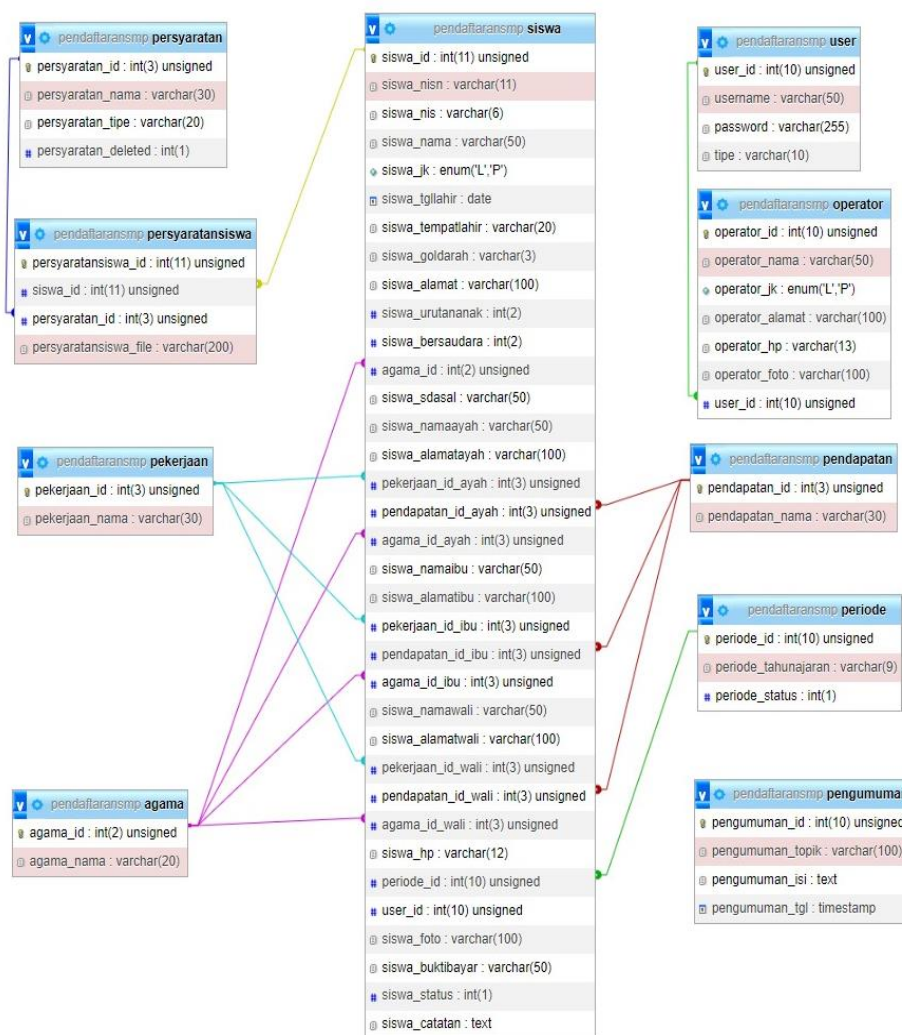 pendaftaransmp persyaratan
persyaratan_id : int(3) unsigned
persyaratan_nama : varchar(30)
persyaratan_tipe : varchar(20)
persyaratan_deleted : int(1)
pendaftaransmp persyaratansiswa
persyaratansiswa_id : int(11) unsigned
siswa_id : int(11) unsigned
persyaratan_id : int(3) unsigned
persyaratansiswa_file : varchar(200)
pendaftaransmp pekerjaan
pekerjaan_id : int(3) unsigned
pekerjaan_nama : varchar(30)
pendaftaransmp agama
agama_id : int(2) unsigned
agama_nama : varchar(20)
pendaftaransmp siswa
siswa_id : int(11) unsigned
siswa_nisn : varchar(11)
siswa_nis : varchar(6)
siswa_nama : varchar(50)
siswa_jk : enum('L','P')
siswa_tgllahir : date
siswa_tempatlahir : varchar(20)
siswa_goldarah : varchar(3)
siswa_alamat : varchar(100)
siswa_urutananak : int(2)
siswa_bersaudara : int(2)
agama_id : int(2) unsigned
siswa_sdasal : varchar(50)
siswa_namaayah : varchar(50)
siswa_alamatayah : varchar(100)
pekerjaan_id_ayah : int(3) unsigned
pendapatan_id_ayah : int(3) unsigned
agama_id_ayah : int(3) unsigned
siswa_namaibu : varchar(50)
siswa_alamatibu : varchar(100)
pekerjaan_id_ibu : int(3) unsigned
pendapatan_id_ibu : int(3) unsigned
agama_id_ibu : int(3) unsigned
siswa_namawali : varchar(50)
siswa_alamatwali : varchar(100)
pekerjaan_id_wali : int(3) unsigned
pendapatan_id_wali : int(3) unsigned
agama_id_wali : int(3) unsigned
siswa_hp : varchar(12)
periode_id : int(10) unsigned
user_id : int(10) unsigned
siswa_foto : varchar(100)
siswa_buktibayar : varchar(50)
siswa_status : int(1)
siswa_catatan : text
pendaftaransmp user
user_id : int(10) unsigned
username : varchar(50)
password : varchar(255)
tipe : varchar(10)
pendaftaransmp operator
operator_id : int(10) unsigned
operator_nama : varchar(50)
operator_jk : enum('L','P')
operator_alamat : varchar(100)
operator_hp : varchar(13)
operator_foto : varchar(100)
user_id : int(10) unsigned
pendaftaransmp pendapatan
pendapatan_id : int(3) unsigned
pendapatan_nama : varchar(30)
pendaftaransmp periode
periode_id : int(10) unsigned
periode_tahunajaran : varchar(9)
periode_status : int(1)
pendaftaransmp pengumuman
pengumuman_id : int(10) unsigned
pengumuman_topik : varchar(100)
pengumuman_isi : text
pengumuman_tgl : timestamp